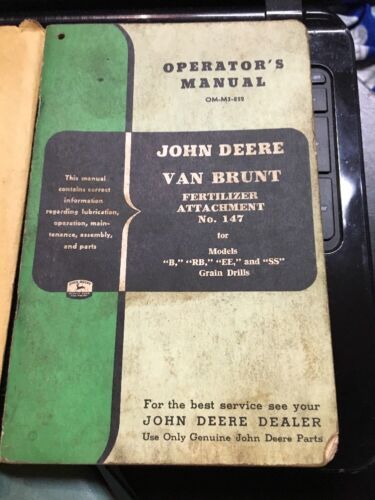 OPERATOR'S
MANUAL
OM-M3-852
This manual
contains correct
information
regarding lubrication,
operation, main-
tenance, assembly,
and parts
JOHN DEERE
VAN BRUNT
FERTILIZER
ATTACHMENT
No. 147
for
Models
"B," "RB," "EE," and "SS"
Grain Drills
For the best service see your
JOHN DEERE DEALER
Use Only Genuine John Deere Parts